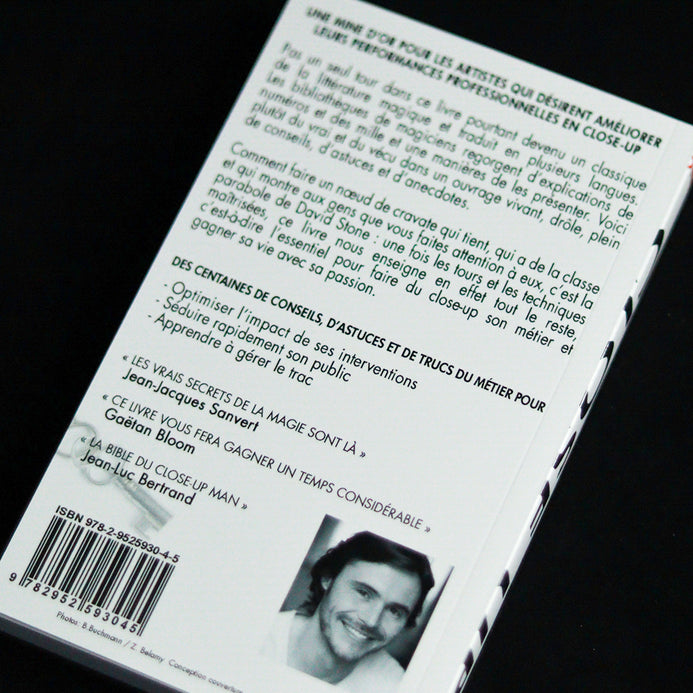 UNE MINE D'OR POUR LES ARTISTES QUI DÉSIRENT AMÉLIORER
LEURS PERFORMANCES PROFESSIONNELLES EN CLOSE-UP
Pas un seul tour dans ce livre pourtant devenu un classique
de la littérature magique et traduit en plusieurs langues.
Les bibliothèques de magiciens regorgent d'explications de
numéros et des mille et une manières de les présenter. Voici
plutôt du vrai et du vécu dans un ouvrage vivant, drôle, plein
de conseils, d'astuces et d'anecdotes.
Comment faire un nœud de cravate qui tient, qui a de la classe
et qui montre aux gens que vous faites attention à eux, c'est la
parabole de David Stone : une fois les tours et les techniques
maîtrisées, ce livre nous enseigne en effet tout le reste,
c'est-à-dire l'essentiel pour faire du close-up son métier et
gagner sa vie avec sa passion.
DES CENTAINES DE CONSEILS, D'ASTUCES ET DE TRUCS DU MÉTIER POUR
- Optimiser l'impact de ses interventions
- Séduire rapidement son public
- Apprendre à gérer le trac
« LES VRAIS SECRETS DE LA MAGIE SONT LÀ »
Jean-Jacques Sanvert
« CE LIVRE VOUS FERA GAGNER UN TEMPS CONSIDÉRABLE »
Gaëtan Bloom
« LA BIBLE DU CLOSE-UP MAN »
Jean-Luc Bertrand
ISBN 978-2-9525930-4-5
9 782952 593045
Photos: B.Buchmann / Z. Belamy Conception couverture